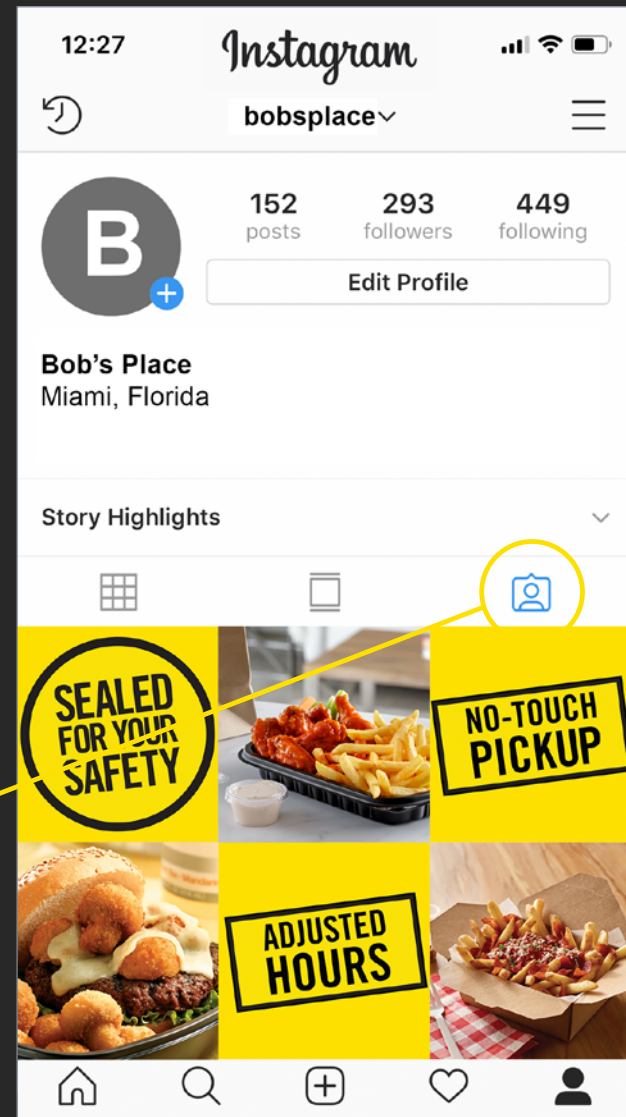 12:27
Instagram
bobsplace
B
152 293 449
posts followers following
Edit Profile
Bob’s Place
Miami, Florida
Story Highlights
SEALED
FOR YOUR
SAFETY
NO-TOUCH
PICKUP
ADJUSTED
HOURS